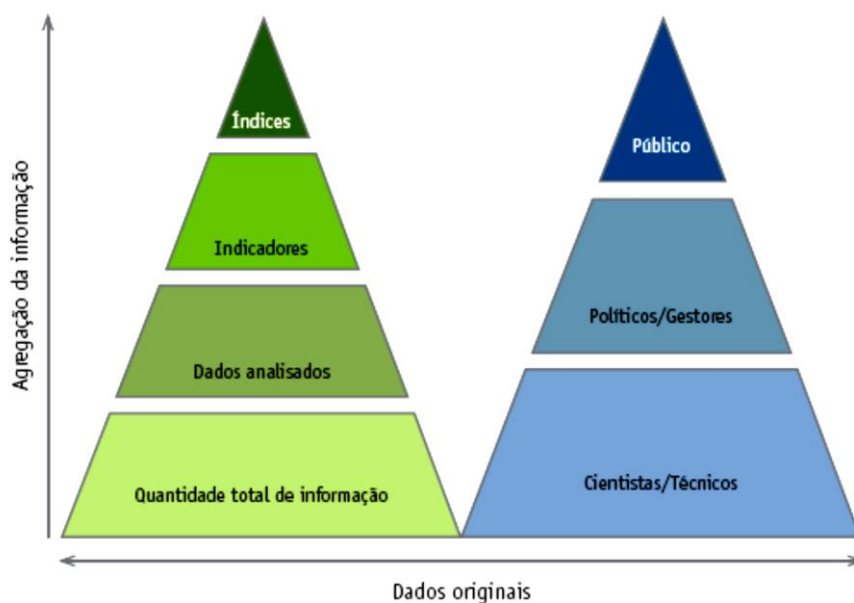 Agregação da informação
Índices
Indicadores
Dados analisados
Quantidade total de informação
Público
Políticos/Gestores
Cientistas/Técnicos
Dados originais